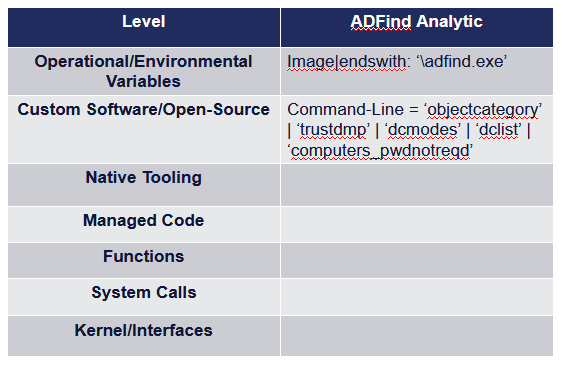 Level
ADFind Analytic
Operational/Environmental
Variables
Image|endswith: ‘\adfind.exe’
Custom Software/Open-Source
Command-Line = ‘objectcategory’
| ‘trustdmp’ | ‘dcmodes’ | ‘dclist’ |
‘computers_pwdnotreqd’
Native Tooling
Managed Code
Functions
System Calls
Kernel/Interfaces